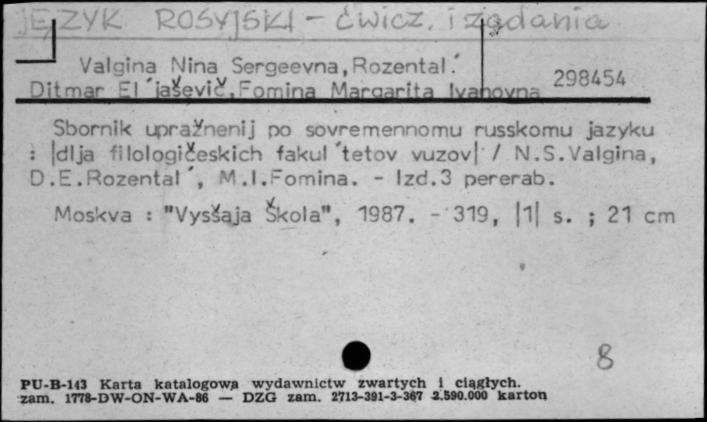 JĘZYK ROSYJSKI - ćwicz. i zadania
Valgina Nina Sergeevna, Rozental´
Ditmar El´jaševič, Fomina Margarita Ivanovna 298454
Sbornik upražnenij po sovremennomu russkomu jazyku
: |dlja filologičeskich fakul´tetov vuzov| / N.S.Valgina,
D.E.Rozental´, M.I.Fomina. - Izd.3 pererab.
Moskva : "Vysšaja Škola", 1987. - 319, |1| s. ; 21 cm
8
PU-B-143 Karta katalogowa wydawnictw zwartych i ciągłych.
zam. 1778-DW-ON-WA-86 — DZG zam. 2713-391-3-367 2.590.000 karton